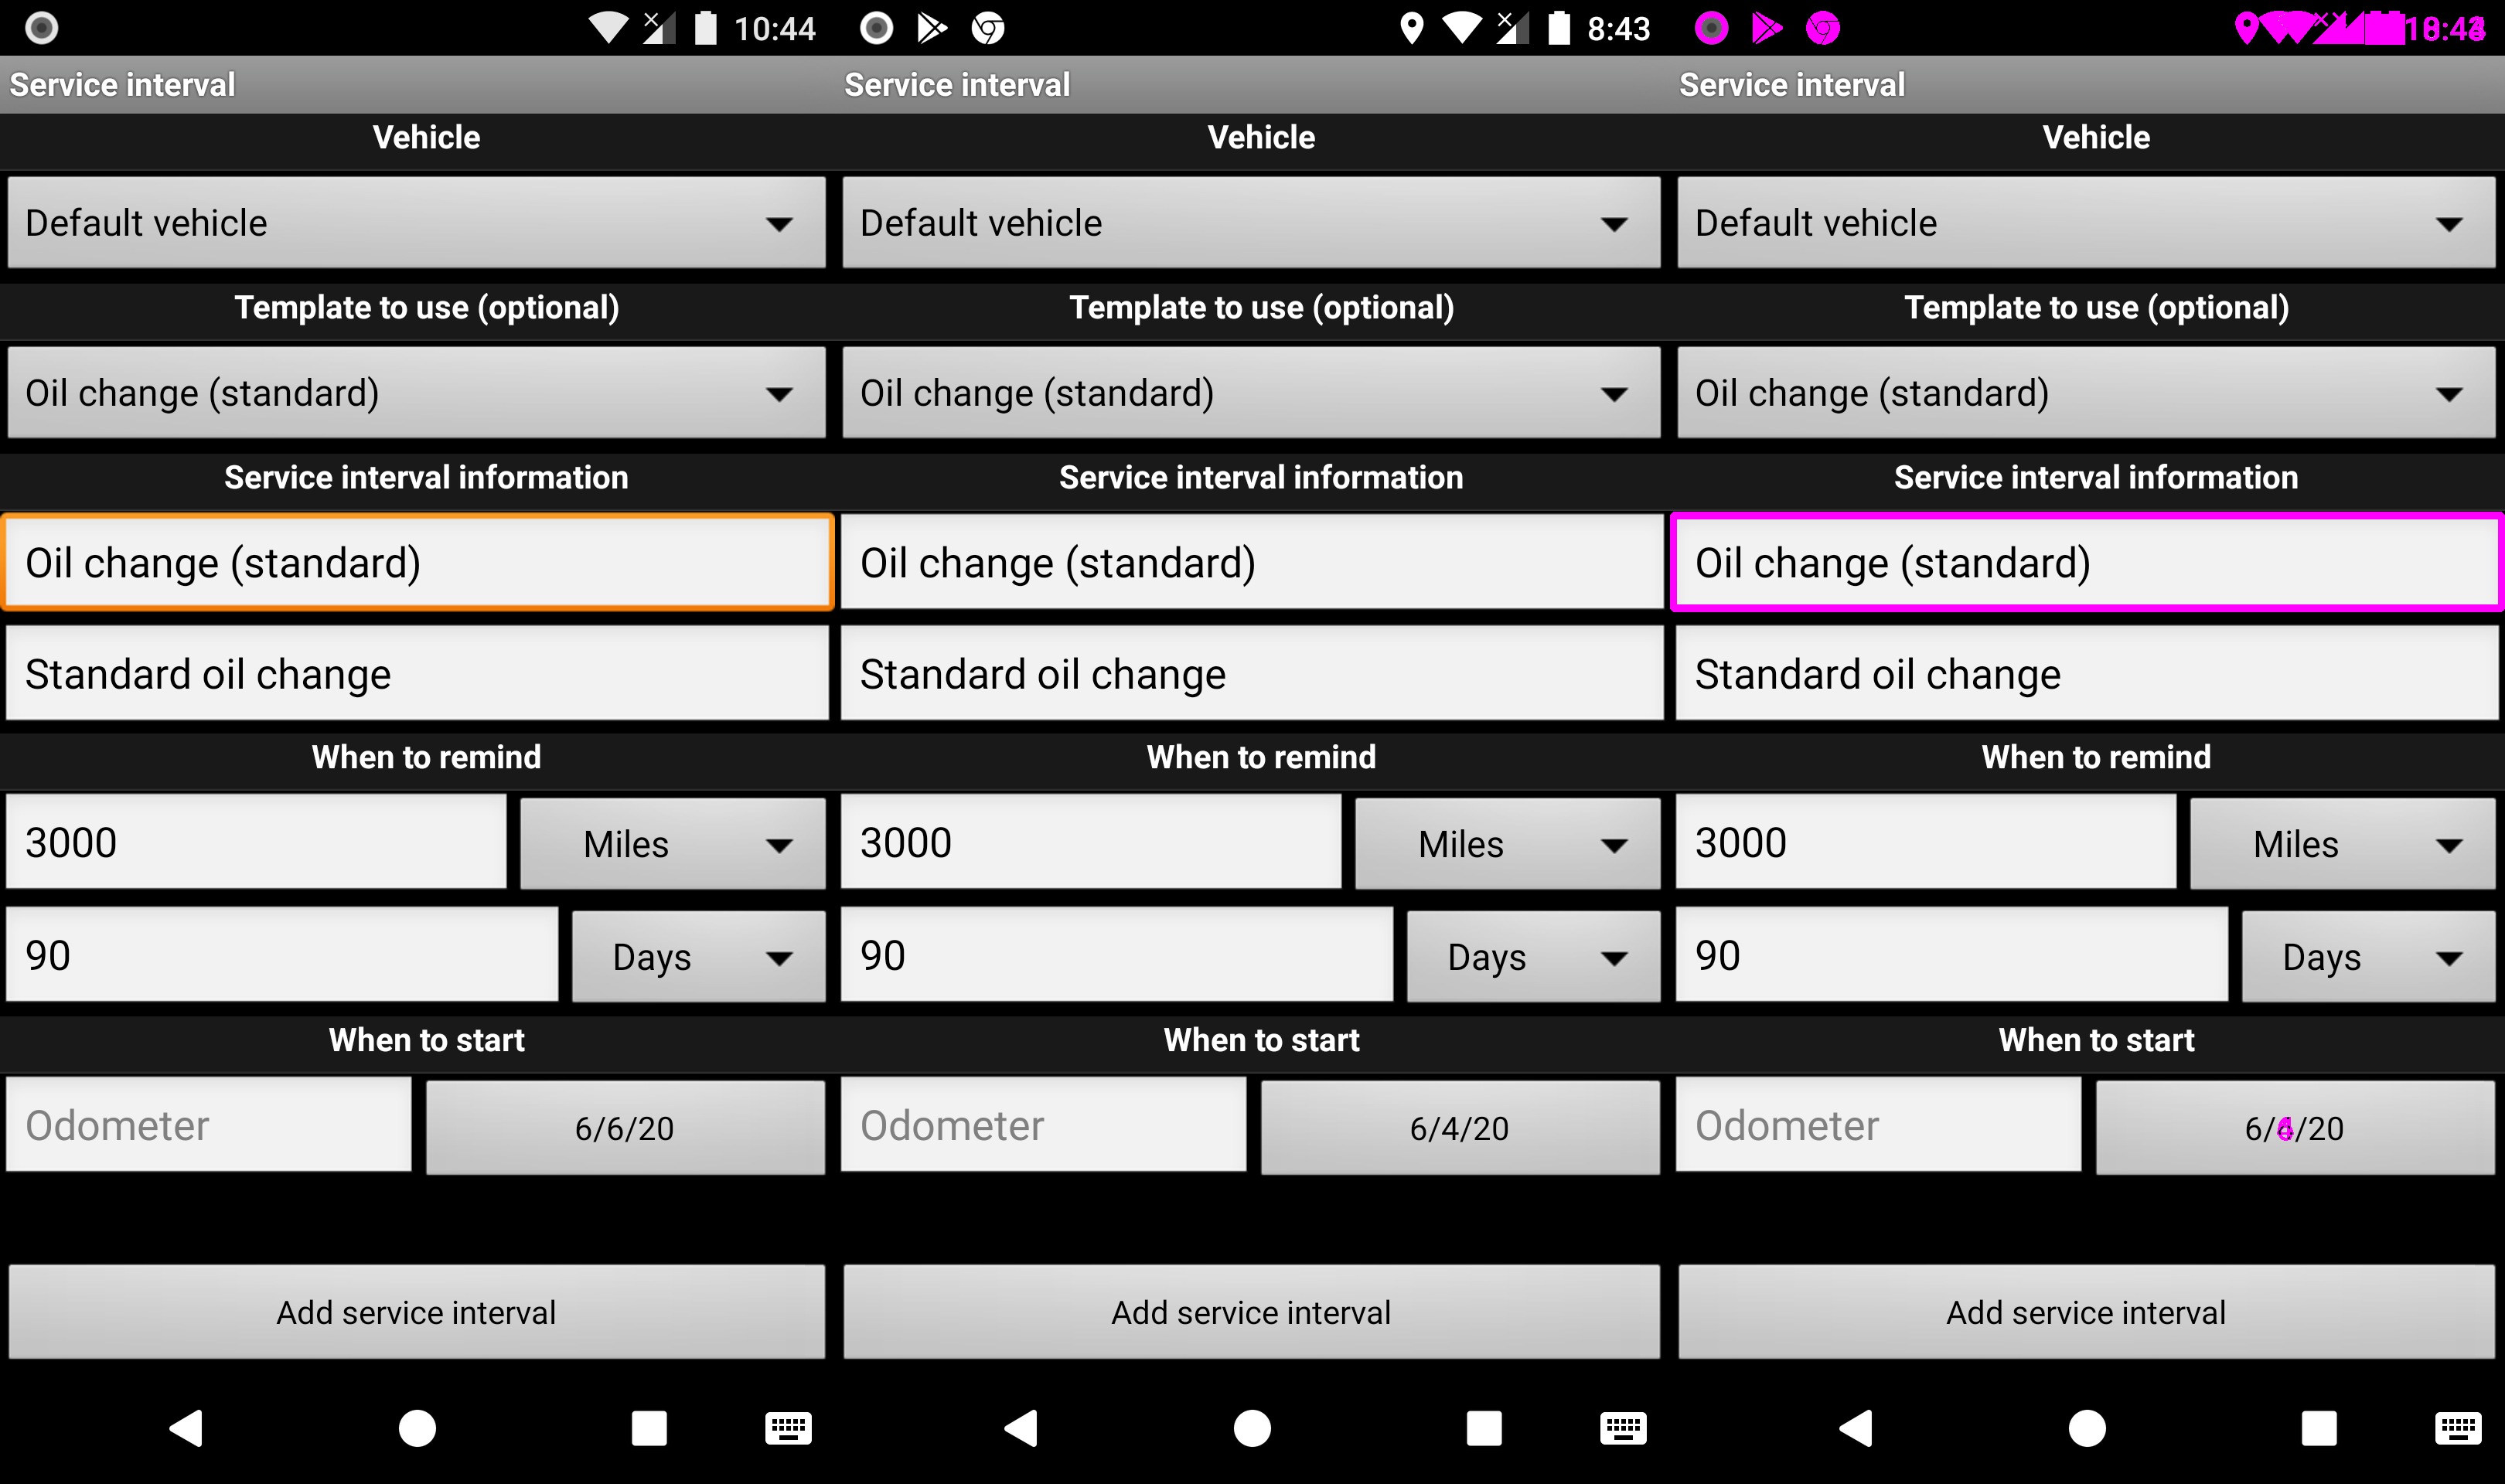 10:44
Service interval
Vehicle
Default vehicle
Template to use (optional)
Oil change (standard)
Service interval information
Oil change (standard)
Standard oil change
When to remind
3000 Miles
90 Days
When to start
Odometer 6/6/20
Add service interval
8:43
Service interval
Vehicle
Default vehicle
Template to use (optional)
Oil change (standard)
Service interval information
Oil change (standard)
Standard oil change
When to remind
3000 Miles
90 Days
When to start
Odometer 6/4/20
Add service interval
Service interval
Vehicle
Default vehicle
Template to use (optional)
Oil change (standard)
Service interval information
Oil change (standard)
Standard oil change
When to remind
3000 Miles
90 Days
When to start
Odometer
Add service interval